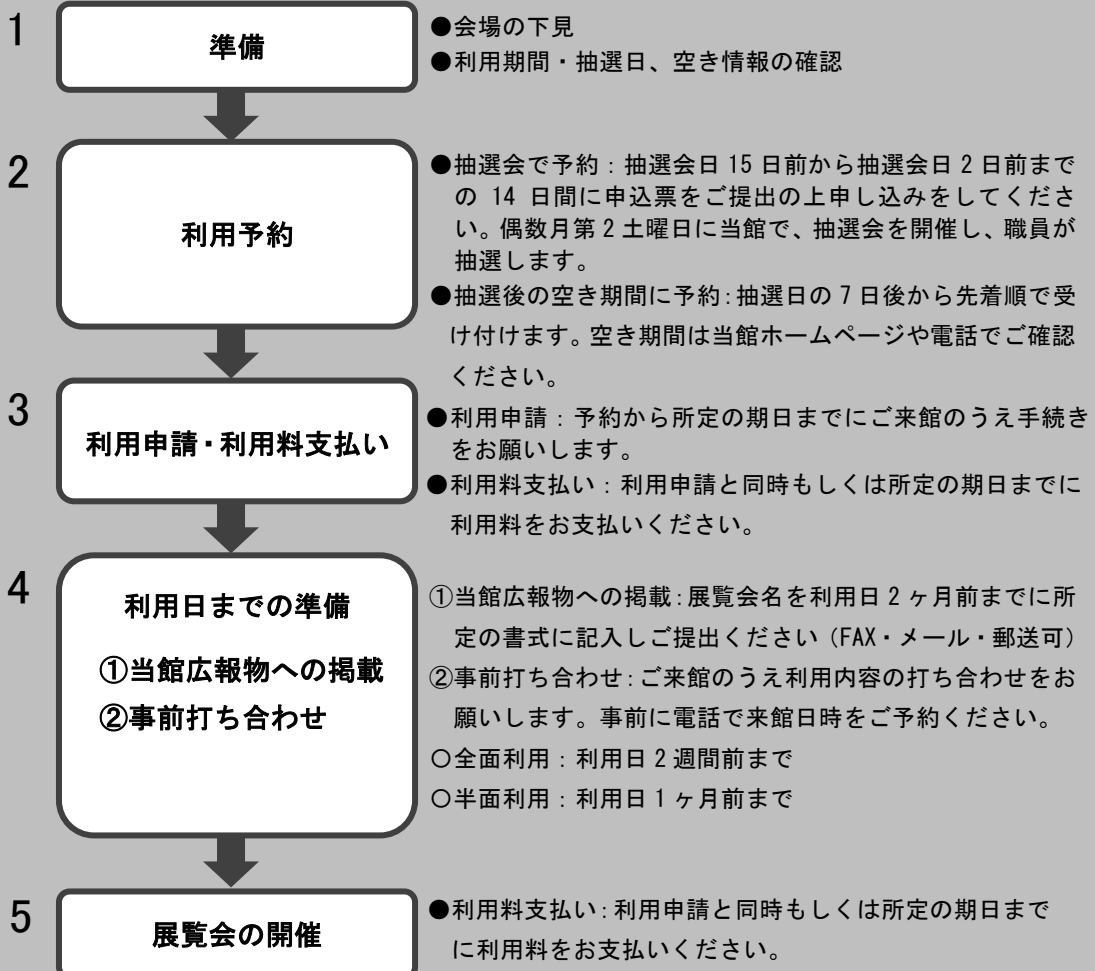 1
準備
●会場の下見
●利用期間・抽選日、空き情報の確認
2
利用予約
●抽選会で予約：抽選会日 15 日前から抽選会日 2 日前まで
の 14 日間に申込票をご提出の上申し込みをしてくださ
い。偶数月第 2 土曜日に当館で、抽選会を開催し、職員が
抽選します。
●抽選後の空き期間に予約：抽選日の 7 日後から先着順で受
け付けます。空き期間は当館ホームページや電話でご確認
ください。
3
利用申請・利用料支払い
●利用申請：予約から所定の期日までにご来館のうえ手続き
をお願いします。
●利用料支払い：利用申請と同時もしくは所定の期日までに
利用料をお支払いください。
4
利用日までの準備
①当館広報物への掲載
②事前打ち合わせ
①当館広報物への掲載：展覧会名を利用日 2 ヶ月前までに所
定の書式に記入しご提出ください（FAX・メール・郵送可）
②事前打ち合わせ：ご来館のうえ利用内容の打ち合わせをお
願いします。事前に電話で来館日時をご予約ください。
○全面利用：利用日 2 週間前まで
○半面利用：利用日 1 ヶ月前まで
5
展覧会の開催
●利用料支払い：利用申請と同時もしくは所定の期日まで
に利用料をお支払いください。